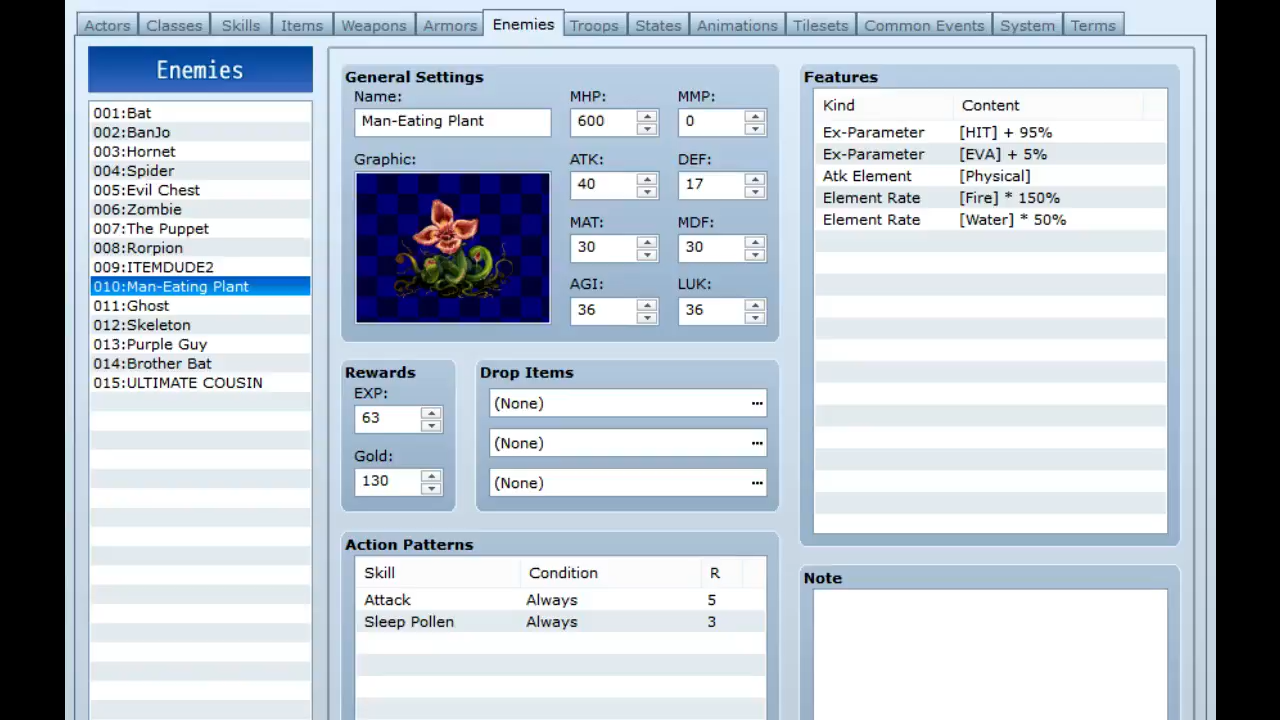 Actors Classes Skills Items Weapons Armors Enemies Troops States Animations Tilesets Common Events System Terms
Enemies
001:Bat
002:BanJo
003:Hornet
004:Spider
005:Evil Chest
006:Zombie
007:The Puppet
008:Rorpion
009:ITEMDUDE2
010:Man-Eating Plant
011:Ghost
012:Skeleton
013:Purple Guy
014:Brother Bat
015:ULTIMATE COUSIN
General Settings
Name: MHP: MMP:
Man-Eating Plant 600 0
Graphic: ATK: DEF:
40 17
MAT: MDF:
30 30
AGI: LUK:
36 36
Rewards
EXP:
63
Gold:
130
Drop Items
(None) ...
(None) ...
(None) ...
Action Patterns
Skill Condition R
Attack Always 5
Sleep Pollen Always 3
Features
Kind Content
Ex-Parameter [HIT] + 95%
Ex-Parameter [EVA] + 5%
Atk Element [Physical]
Element Rate [Fire] * 150%
Element Rate [Water] * 50%
Note